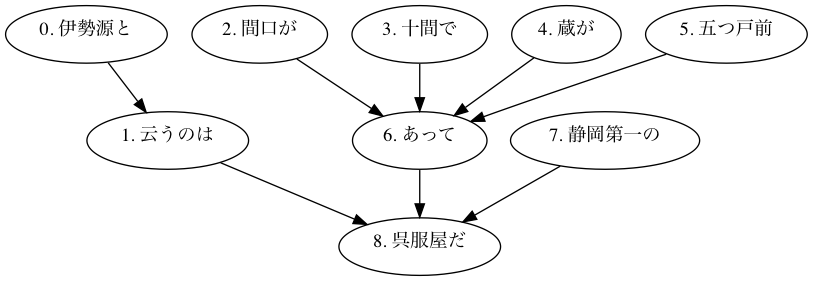 0. 伊勢源と
2. 間口が
3. 十間で
4. 蔵が
5. 五つ戸前
1. 云うのは
6. あって
7. 静岡第一の
8. 呉服屋だ